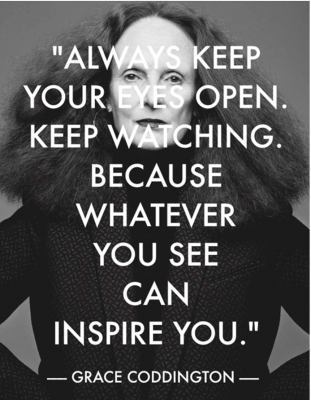 "ALWAYS KEEP
YOUR EYES OPEN.
KEEP WATCHING.
BECAUSE
WHATEVER
YOU SEE
CAN
INSPIRE YOU."
— GRACE CODDINGTON —